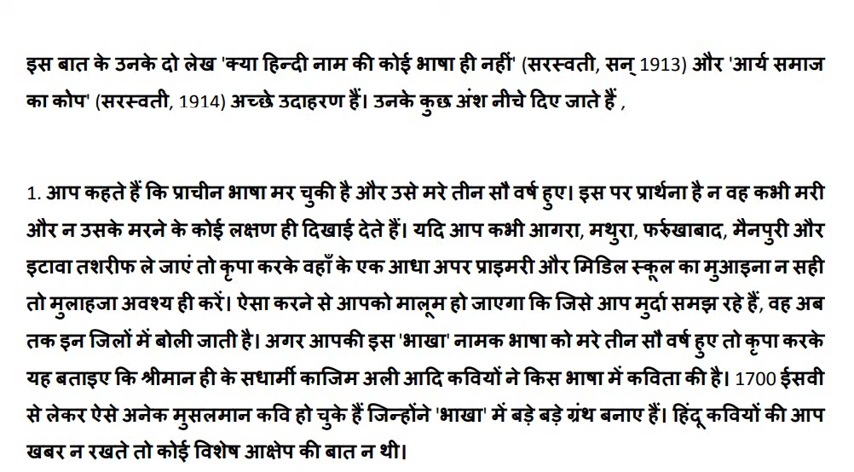 इस बात के उनके दो लेख 'क्या हिन्दी नाम की कोई भाषा ही नहीं' (सरस्वती, सन् 1913) और 'आर्य समाज
का कोप' (सरस्वती, 1914) अच्छे उदाहरण हैं। उनके कुछ अंश नीचे दिए जाते हैं ,
1. आप कहते हैं कि प्राचीन भाषा मर चुकी है और उसे मरे तीन सौ वर्ष हुए। इस पर प्रार्थना है न वह कभी मरी
और न उसके मरने के कोई लक्षण ही दिखाई देते हैं। यदि आप कभी आगरा, मथुरा, फर्रुखाबाद, मैनपुरी और
इटावा तशरीफ ले जाएं तो कृपा करके वहाँ के एक आधा अपर प्राइमरी और मिडिल स्कूल का मुआइना न सही
तो मुलाहजा अवश्य ही करें। ऐसा करने से आपको मालूम हो जाएगा कि जिसे आप मुर्दा समझ रहे हैं, वह अब
तक इन जिलों में बोली जाती है। अगर आपकी इस 'भाखा' नामक भाषा को मरे तीन सौ वर्ष हुए तो कृपा करके
यह बताइए कि श्रीमान ही के सधार्मी काजिम अली आदि कवियों ने किस भाषा में कविता की है। 1700 ईसवी
से लेकर ऐसे अनेक मुसलमान कवि हो चुके हैं जिन्होंने 'भाखा' में बड़े बड़े ग्रंथ बनाए हैं। हिंदू कवियों की आप
खबर न रखते तो कोई विशेष आक्षेप की बात न थी।